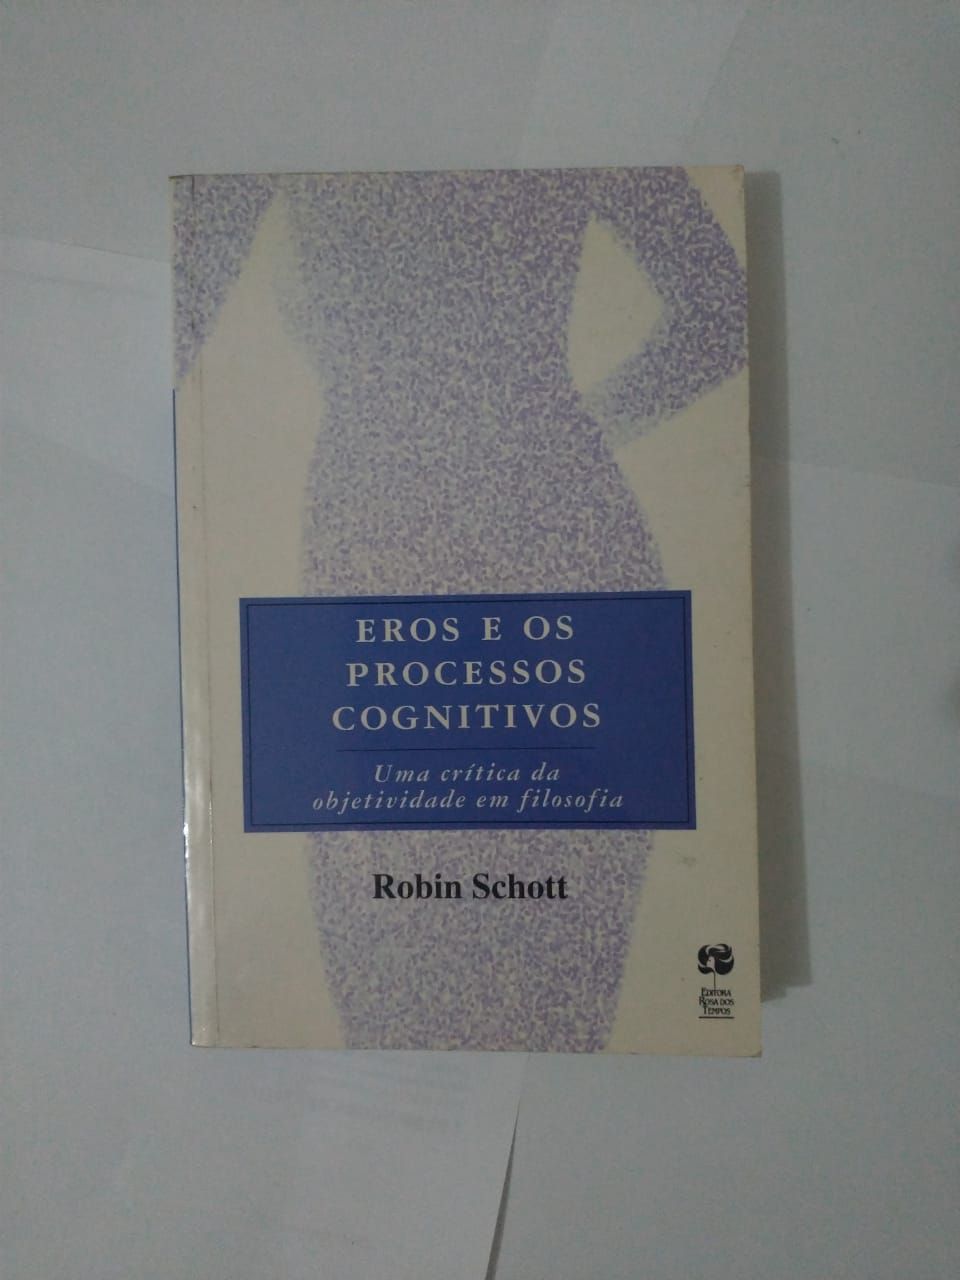 EROS E OS
PROCESSOS
COGNITIVOS
Uma crítica da
objetividade em filosofia
Robin Schott
EDITORA
ROSA DOS
TEMPOS